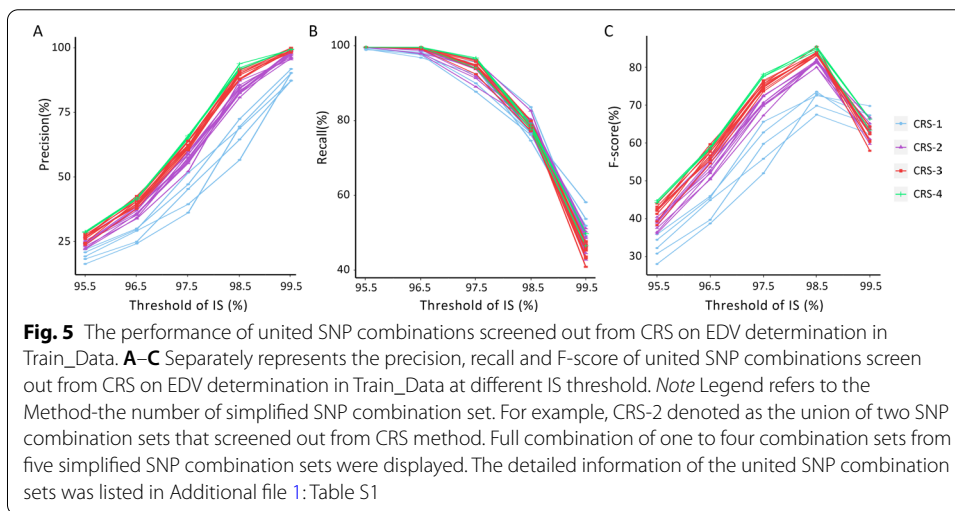 A
Precision(%)
100
75
50
25
95.5 96.5 97.5 98.5 99.5
Threshold of IS (%)
B
Recall(%)
100
80
60
40
95.5 96.5 97.5 98.5 99.5
Threshold of IS (%)
C
F-score(%)
80
70
60
50
40
30
95.5 96.5 97.5 98.5 99.5
Threshold of IS (%)
CRS-1
CRS-2
CRS-3
CRS-4
Fig. 5 The performance of united SNP combinations screened out from CRS on EDV determination in
Train_Data. A–C Separately represents the precision, recall and F-score of united SNP combinations screen
out from CRS on EDV determination in Train_Data at different IS threshold. Note Legend refers to the
Method-the number of simplified SNP combination set. For example, CRS-2 denoted as the union of two SNP
combination sets that screened out from CRS method. Full combination of one to four combination sets from
five simplified SNP combination sets were displayed. The detailed information of the united SNP combination
sets was listed in Additional file 1: Table S1